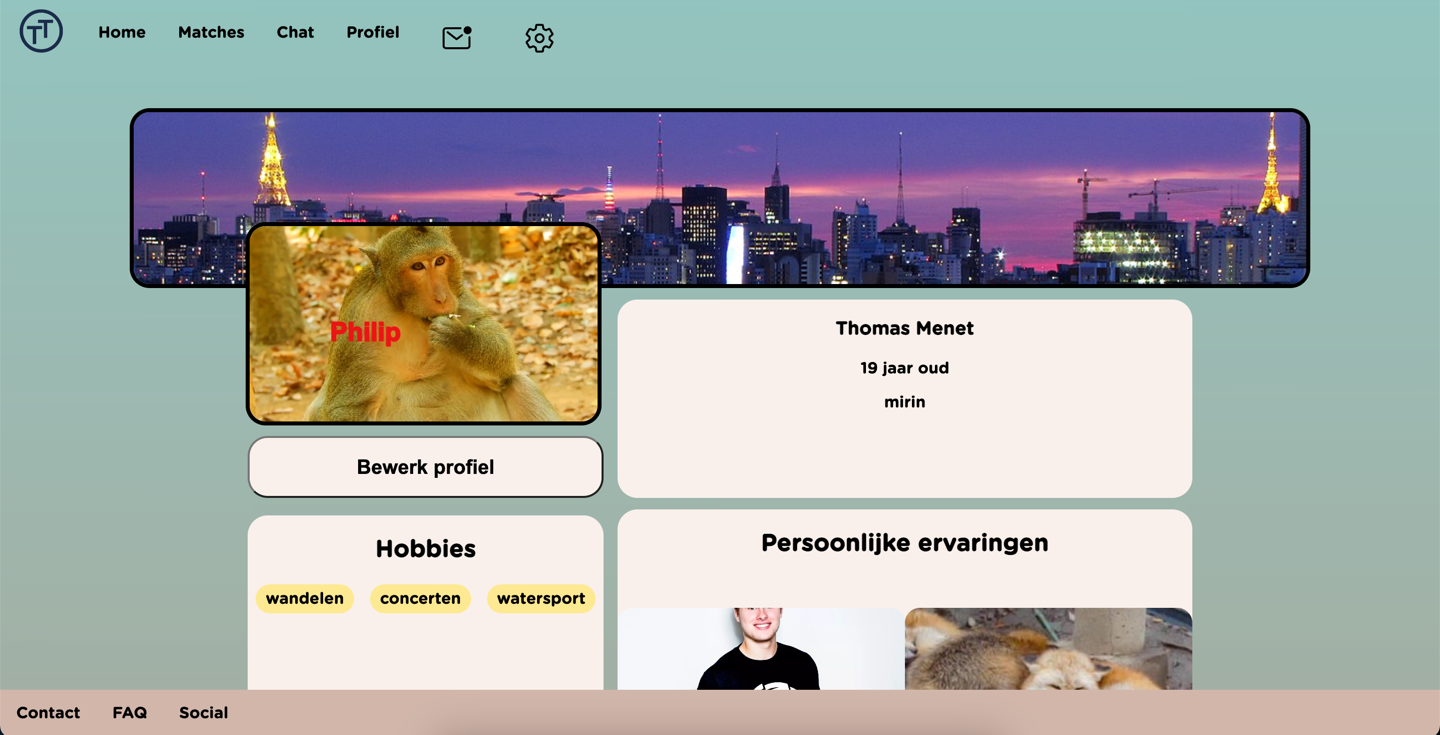 TT
Home Matches Chat Profiel
Philip
Thomas Menet
19 jaar oud
mirin
Bewerk profiel
Hobbies
wandelen concerten watersport
Persoonlijke ervaringen
Contact FAQ Social